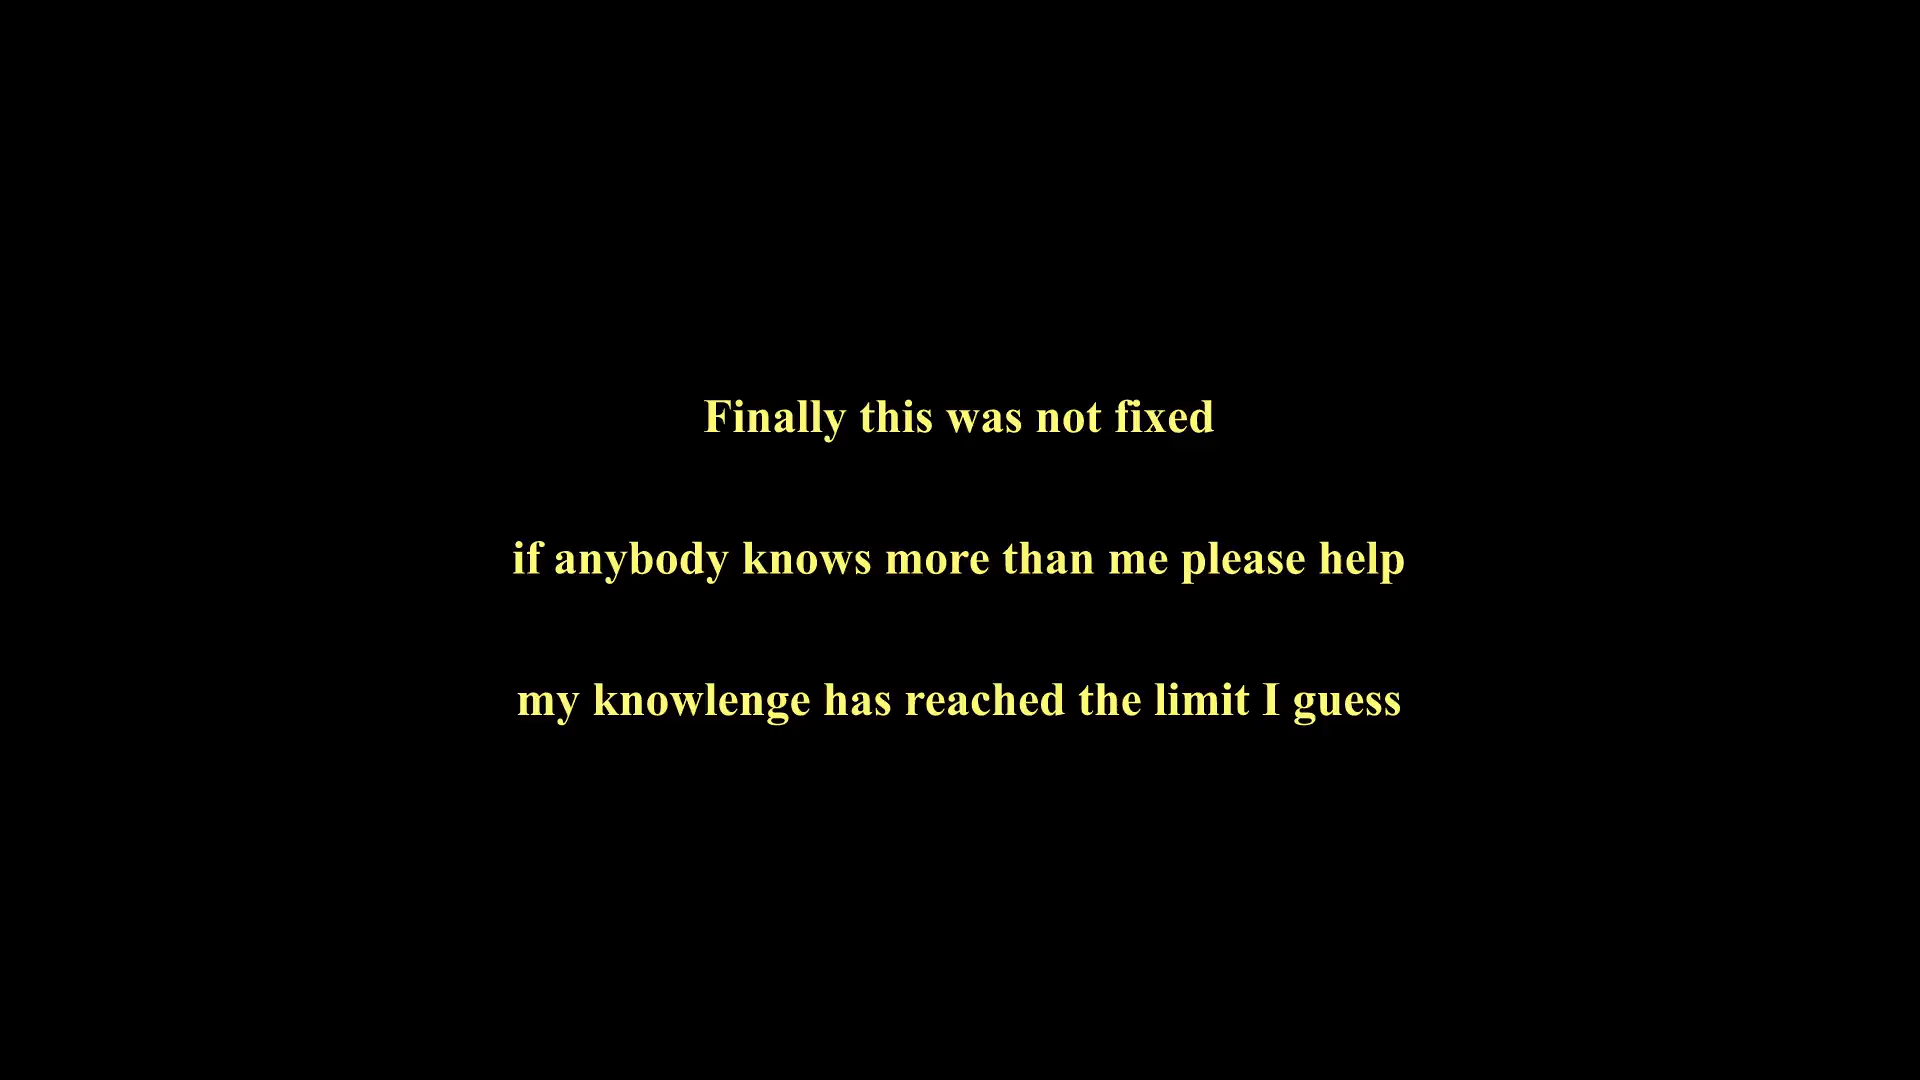 Finally this was not fixed
if anybody knows more than me please help
my knowlenge has reached the limit I guess